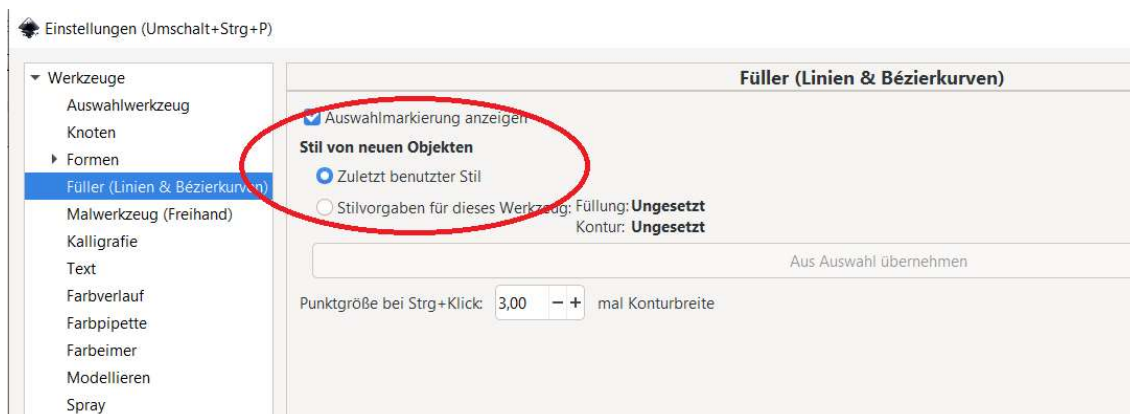 Einstellungen (Umschalt+Strg+P)
Werkzeuge
Auswahlwerkzeug
Knoten
Formen
Füller (Linien & Bézierkurven)
Malwerkzeug (Freihand)
Kalligrafie
Text
Farbverlauf
Farbpipette
Farbeimer
Modellieren
Spray
Füller (Linien & Bézierkurven)
Auswahlmarkierung anzeigen
Stil von neuen Objekten
Zuletzt benutzter Stil
Stilvorgaben für dieses Werkzeug: Füllung: Ungesetzt
Kontur: Ungesetzt
Aus Auswahl übernehmen
Punktgröße bei Strg+Klick: 3,00 − + mal Konturbreite